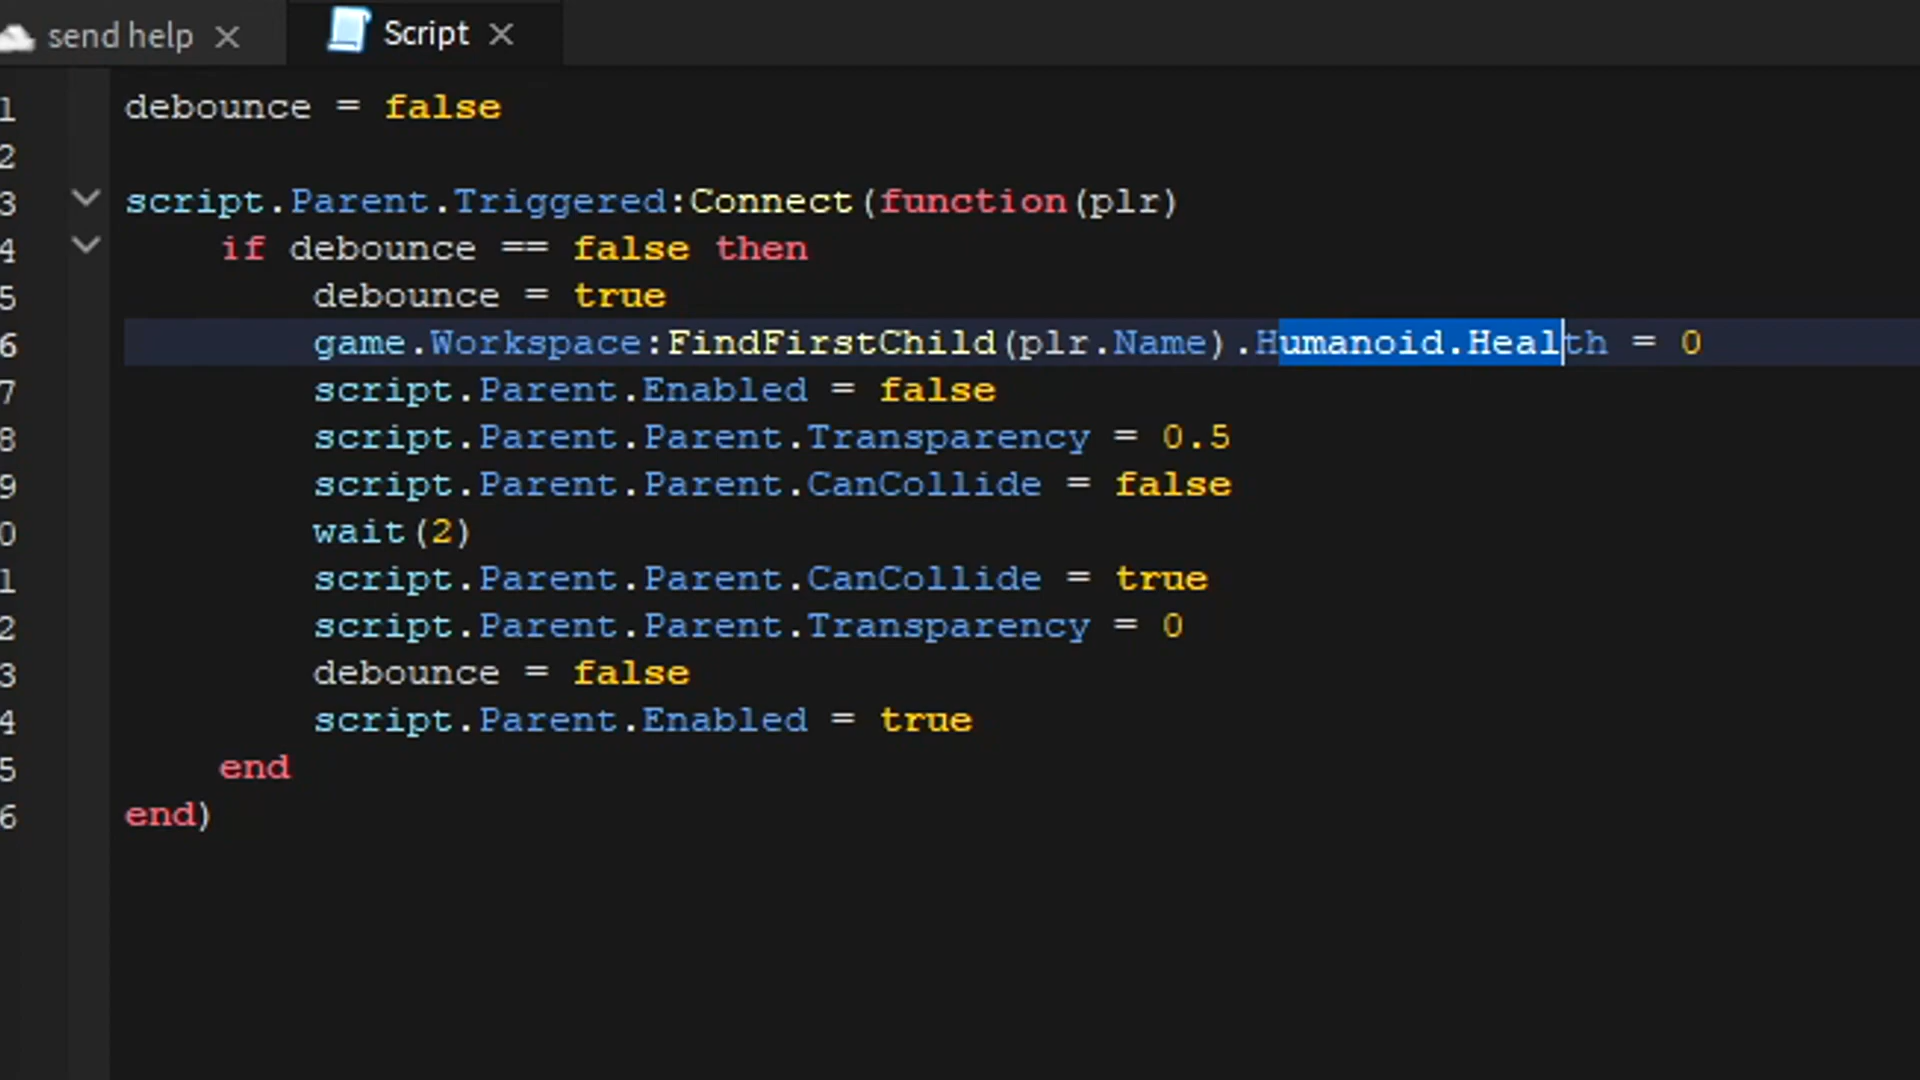 send help
Script
1 debounce = false
2
3 script.Parent.Triggered:Connect(function(plr)
4 if debounce == false then
5 debounce = true
6 game.Workspace:FindFirstChild(plr.Name).Humanoid.Health = 0
7 script.Parent.Enabled = false
8 script.Parent.Parent.Transparency = 0.5
9 script.Parent.Parent.CanCollide = false
0 wait(2)
1 script.Parent.Parent.CanCollide = true
2 script.Parent.Parent.Transparency = 0
3 debounce = false
4 script.Parent.Enabled = true
5 end
6 end)